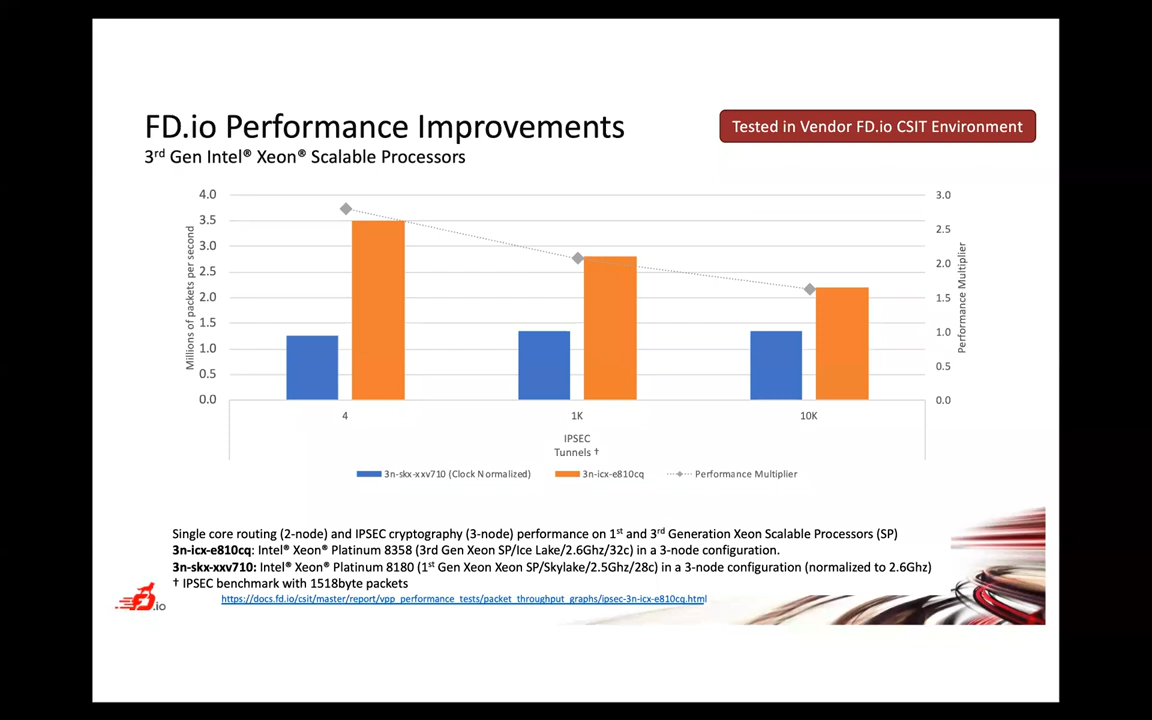 FD.io Performance Improvements
Tested in Vendor FD.io CSIT Environment
3rd Gen Intel® Xeon® Scalable Processors
Millions of packets per second
4.0
3.5
3.0
2.5
2.0
1.5
1.0
0.5
0.0
3.0
2.5
2.0
1.5
1.0
0.5
0.0
Performance Multiplier
4 1K 10K
IPSEC
Tunnels †
3n-skx-xxv710 (Clock Normalized) 3n-icx-e810cq Performance Multiplier
Single core routing (2-node) and IPSEC cryptography (3-node) performance on 1st and 3rd Generation Xeon Scalable Processors (SP)
3n-icx-e810cq: Intel® Xeon® Platinum 8358 (3rd Gen Xeon SP/Ice Lake/2.6Ghz/32c) in a 3-node configuration.
3n-skx-xxv710: Intel® Xeon® Platinum 8180 (1st Gen Xeon Xeon SP/Skylake/2.5Ghz/28c) in a 3-node configuration (normalized to 2.6Ghz)
† IPSEC benchmark with 1518byte packets
https://docs.fd.io/csit/master/report/vpp_performance_tests/packet_throughput_graphs/ipsec-3n-icx-e810cq.html
fd.io